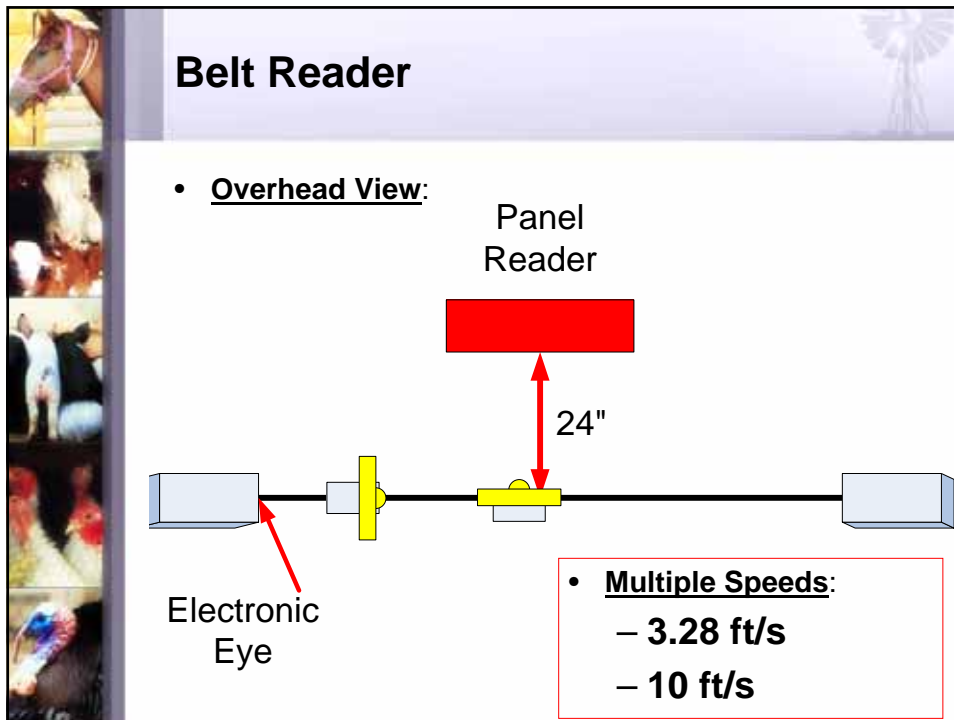 Belt Reader
• Overhead View:
Panel
Reader
24"
Electronic
Eye
• Multiple Speeds:
– 3.28 ft/s
– 10 ft/s